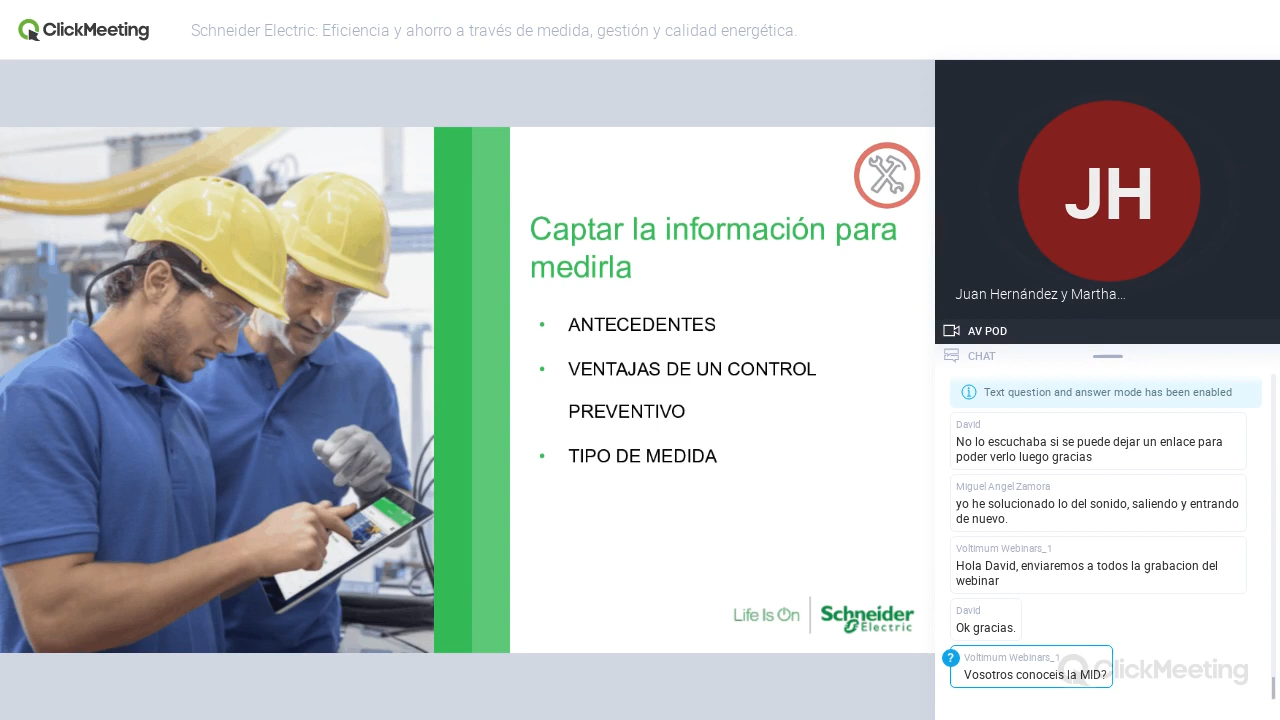 ClickMeeting
Schneider Electric: Eficiencia y ahorro a través de medida, gestión y calidad energética.
Captar la información para
medirla
• ANTECEDENTES
• VENTAJAS DE UN CONTROL
PREVENTIVO
• TIPO DE MEDIDA
Life Is On
Schneider
Electric
JH
Juan Hernández y Martha...
AV POD
CHAT
Text question and answer mode has been enabled
David
No lo escuchaba si se puede dejar un enlace para
poder verlo luego gracias
Miguel Angel Zamora
yo he solucionado lo del sonido, saliendo y entrando
de nuevo.
Voltimum Webinars_1
Hola David, enviaremos a todos la grabacion del
webinar
David
Ok gracias.
?
Voltimum Webinars_1
Vosotros conoceis la MID?
ClickMeeting